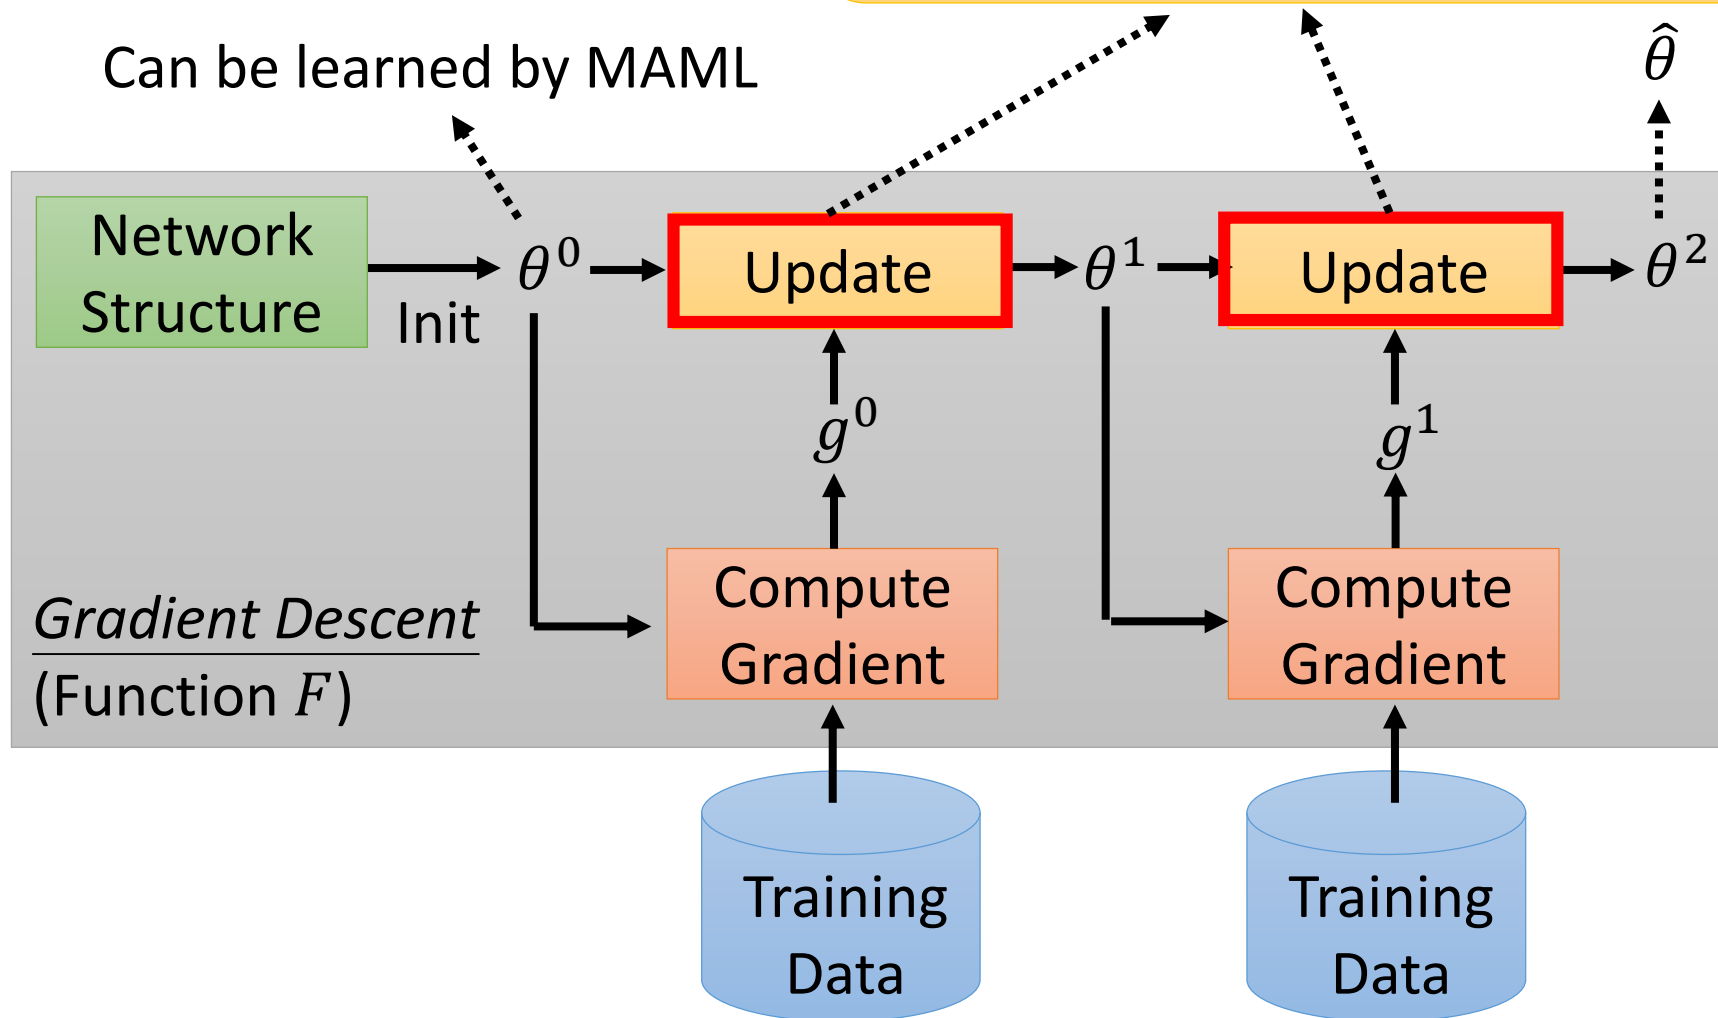 Can be learned by MAML
θ̂
Network
Structure
Init
θ⁰
Update
θ¹
Update
θ²
g⁰
g¹
Compute
Gradient
Compute
Gradient
Gradient Descent
(Function F)
Training
Data
Training
Data